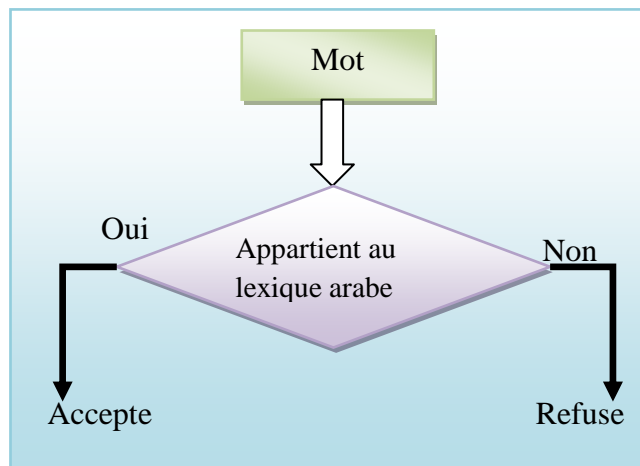 Mot
Oui
Appartient au
lexique arabe
Non
Accepte
Refuse